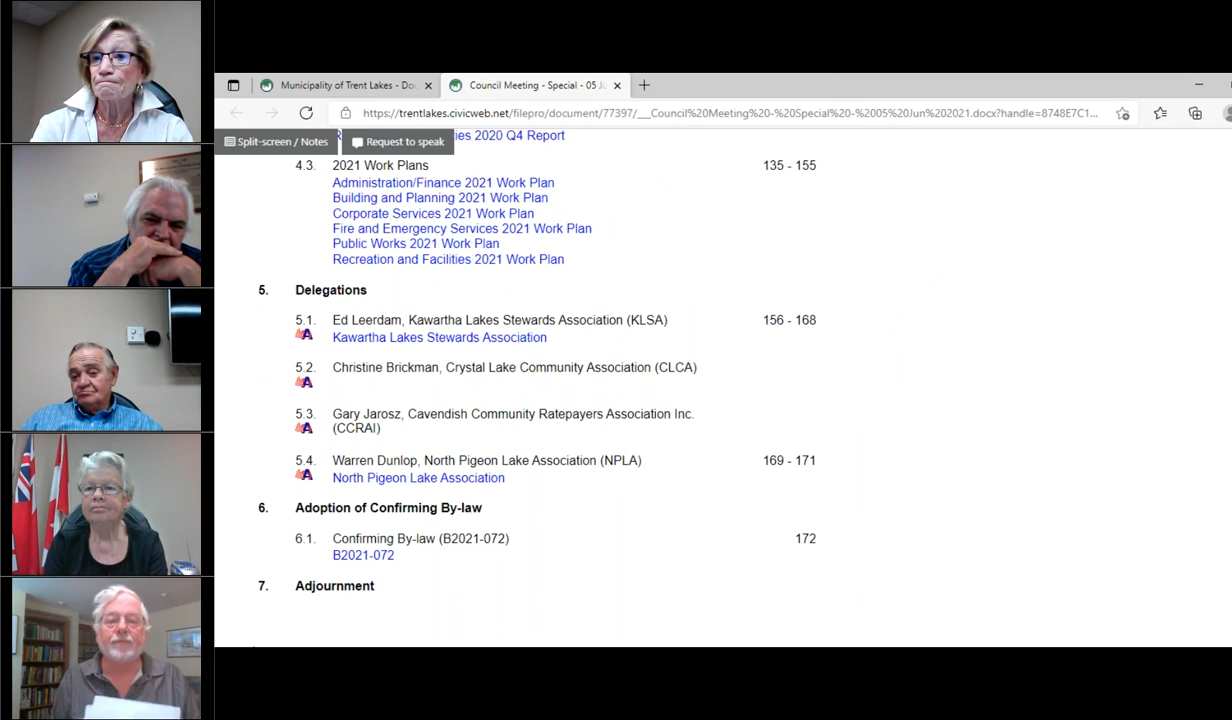 Municipality of Trent Lakes - Doc
Council Meeting - Special - 05 Ju
https://trentlakes.civicweb.net/filepro/document/77397/__Council%20Meeting%20-%20Special%20-%2005%20Jun%202021.docx?handle=8748E7C1...
Split-screen / Notes
Request to speak
R ties 2020 Q4 Report
4.3. 2021 Work Plans 135 - 155
Administration/Finance 2021 Work Plan
Building and Planning 2021 Work Plan
Corporate Services 2021 Work Plan
Fire and Emergency Services 2021 Work Plan
Public Works 2021 Work Plan
Recreation and Facilities 2021 Work Plan
5. Delegations
5.1. Ed Leerdam, Kawartha Lakes Stewards Association (KLSA) 156 - 168
Kawartha Lakes Stewards Association
5.2. Christine Brickman, Crystal Lake Community Association (CLCA)
5.3. Gary Jarosz, Cavendish Community Ratepayers Association Inc.
(CCRAI)
5.4. Warren Dunlop, North Pigeon Lake Association (NPLA) 169 - 171
North Pigeon Lake Association
6. Adoption of Confirming By-law
6.1. Confirming By-law (B2021-072) 172
B2021-072
7. Adjournment